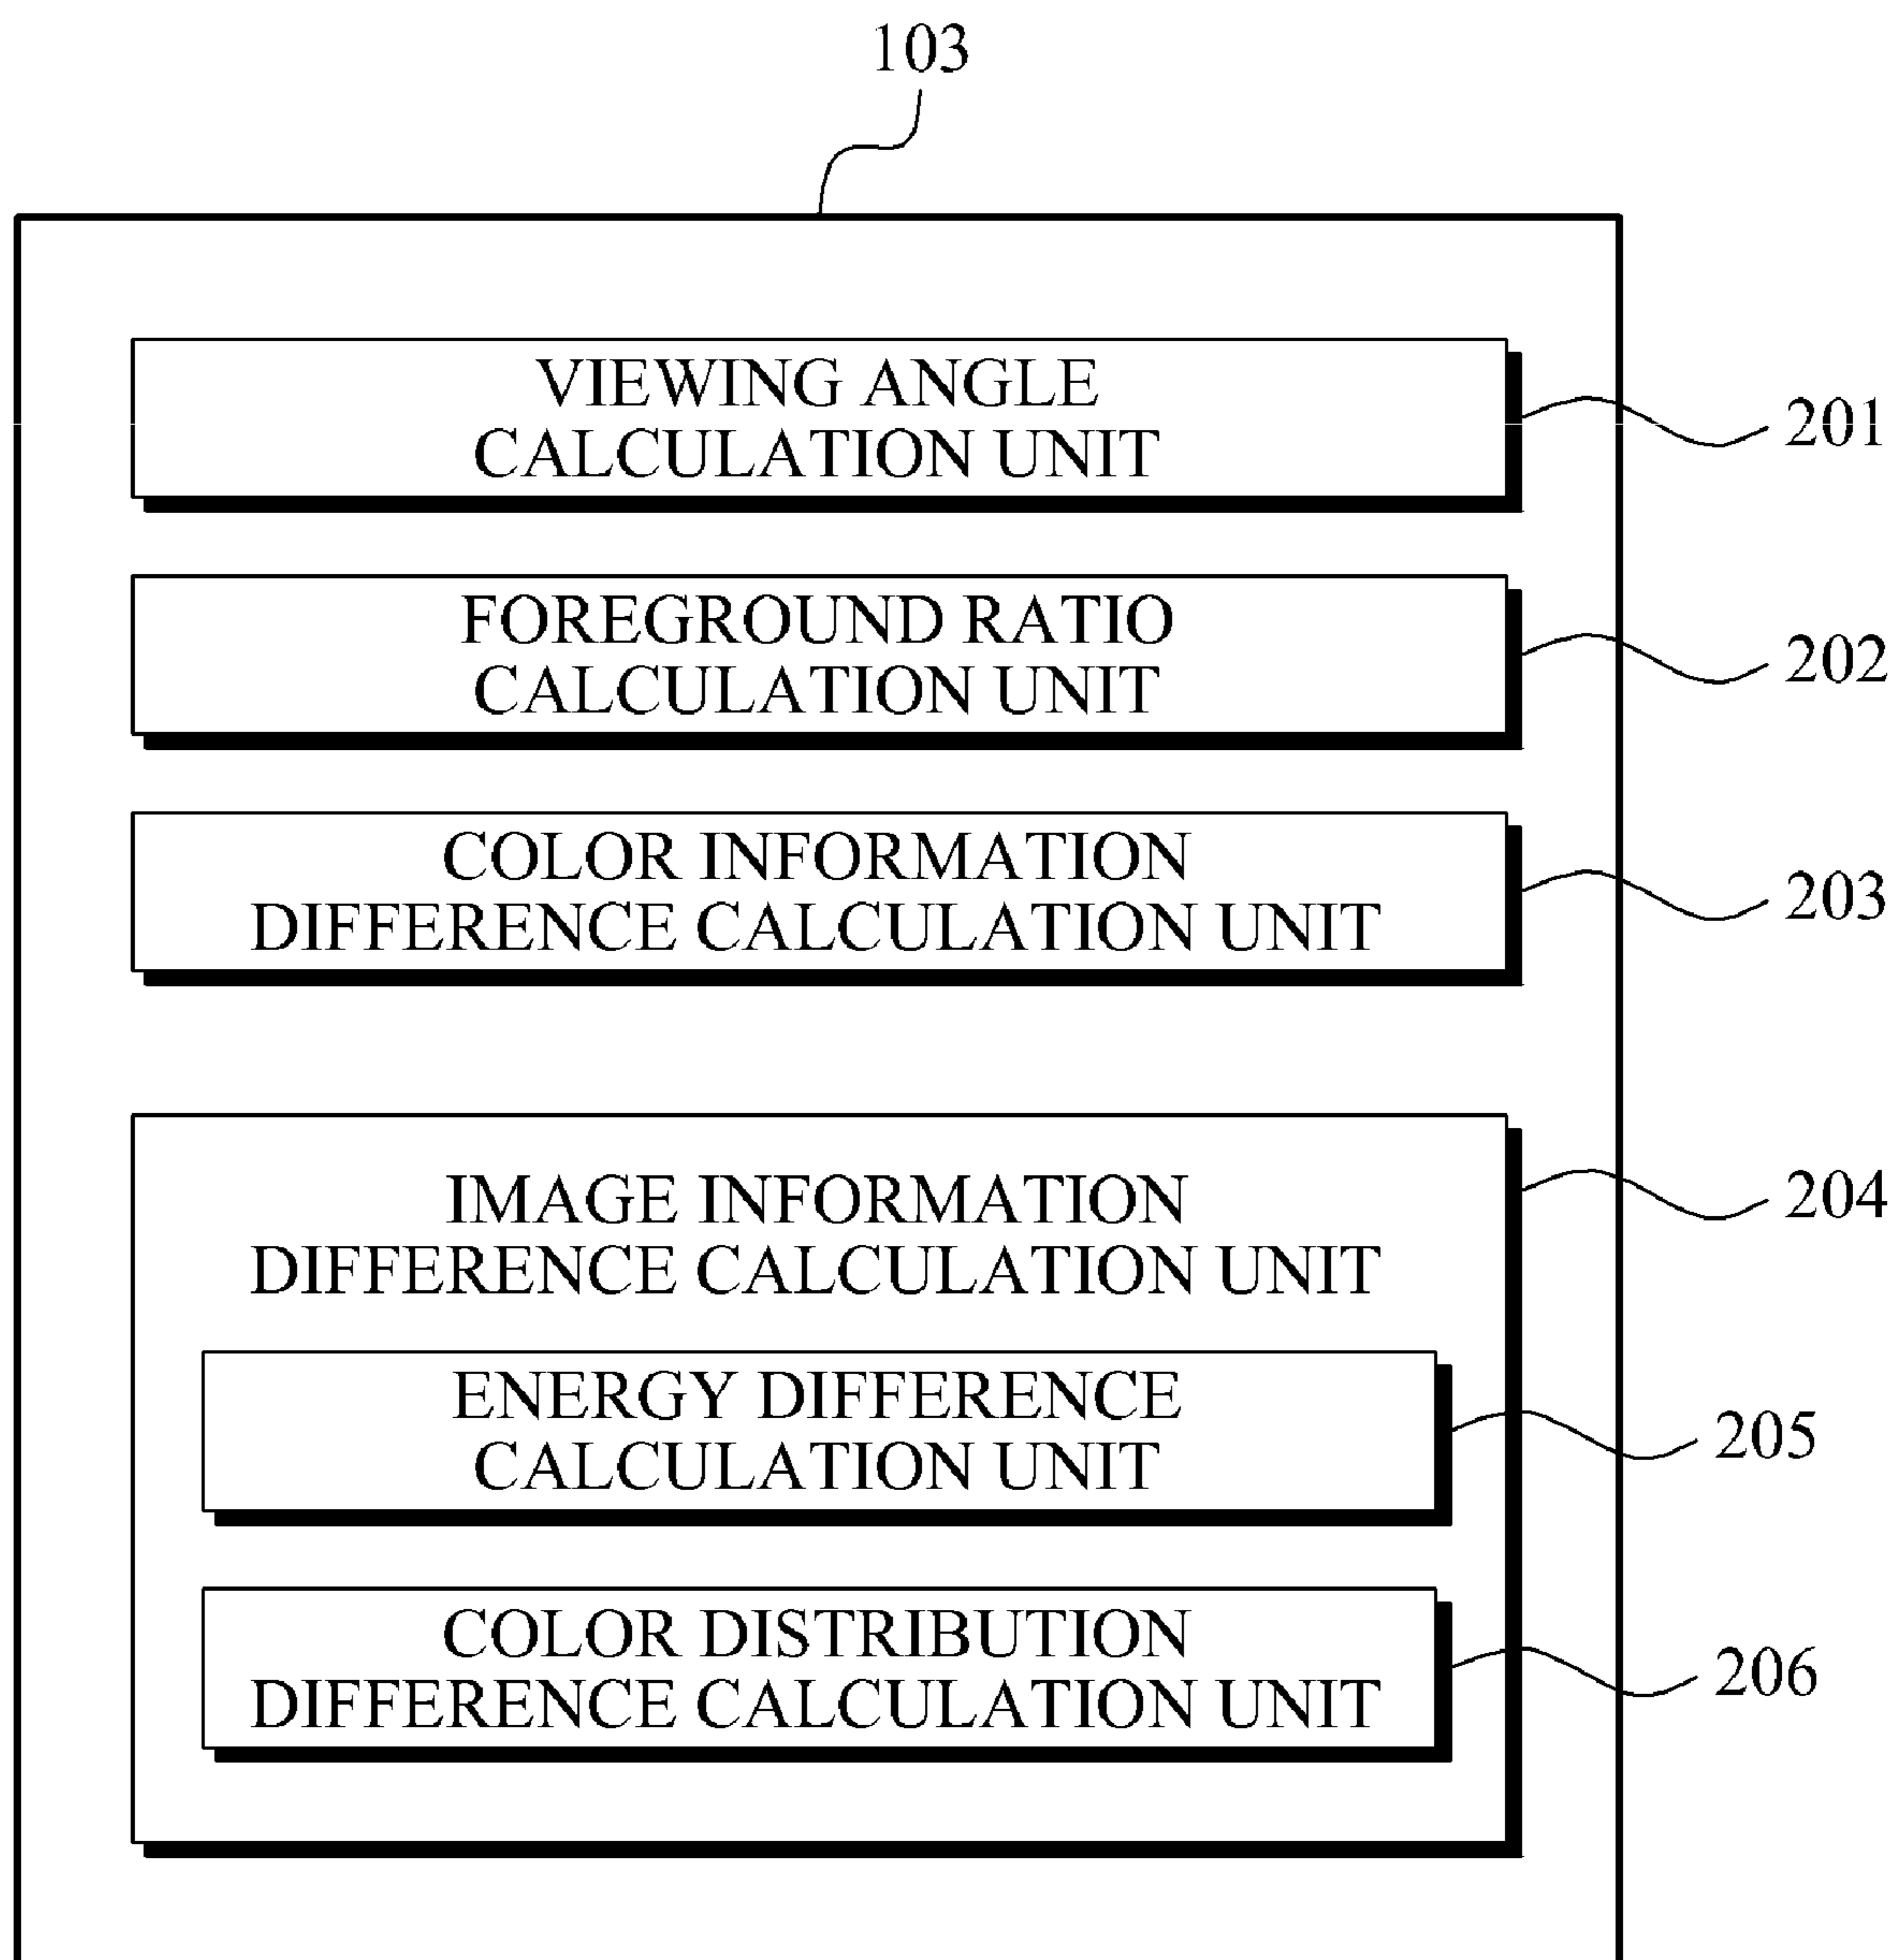 103
VIEWING ANGLE
CALCULATION UNIT
201
FOREGROUND RATIO
CALCULATION UNIT
202
COLOR INFORMATION
DIFFERENCE CALCULATION UNIT
203
IMAGE INFORMATION
DIFFERENCE CALCULATION UNIT
204
ENERGY DIFFERENCE
CALCULATION UNIT
205
COLOR DISTRIBUTION
DIFFERENCE CALCULATION UNIT
206